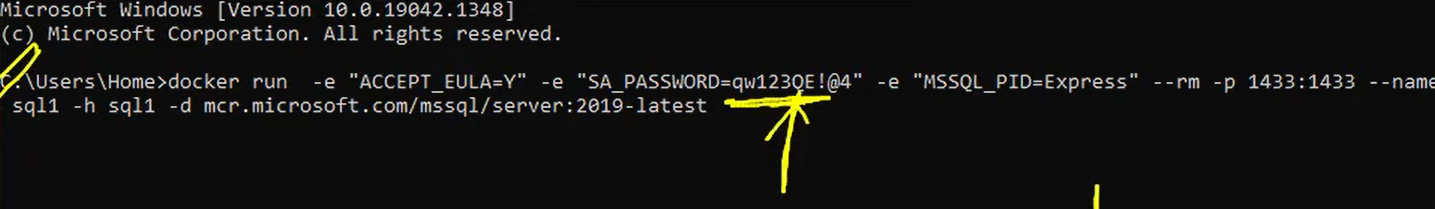 Microsoft Windows [Version 10.0.19042.1348]
(c) Microsoft Corporation. All rights reserved.
C:\Users\Home>docker run  -e "ACCEPT_EULA=Y" -e "SA_PASSWORD=qw123QE!@4" -e "MSSQL_PID=Express" --rm -p 1433:1433 --name
sql1 -h sql1 -d mcr.microsoft.com/mssql/server:2019-latest